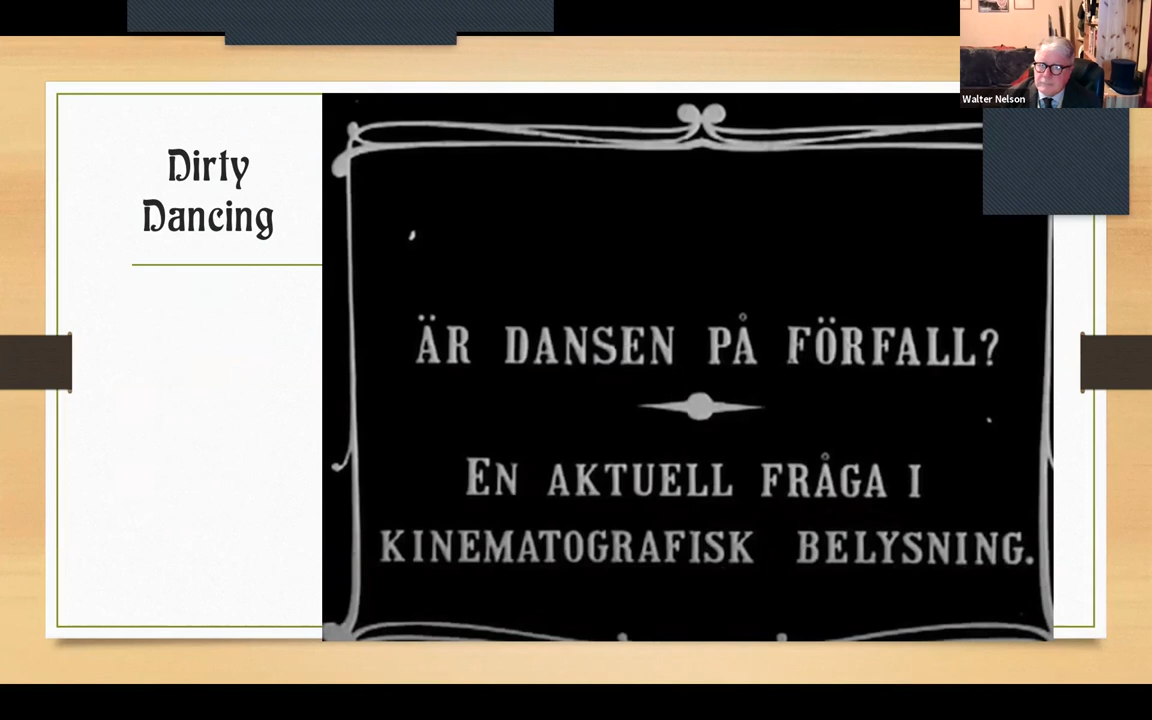 Walter Nelson
Dirty
Dancing
ÄR DANSEN PÅ FÖRFALL?
EN AKTUELL FRÅGA I
KINEMATOGRAFISK BELYSNING.